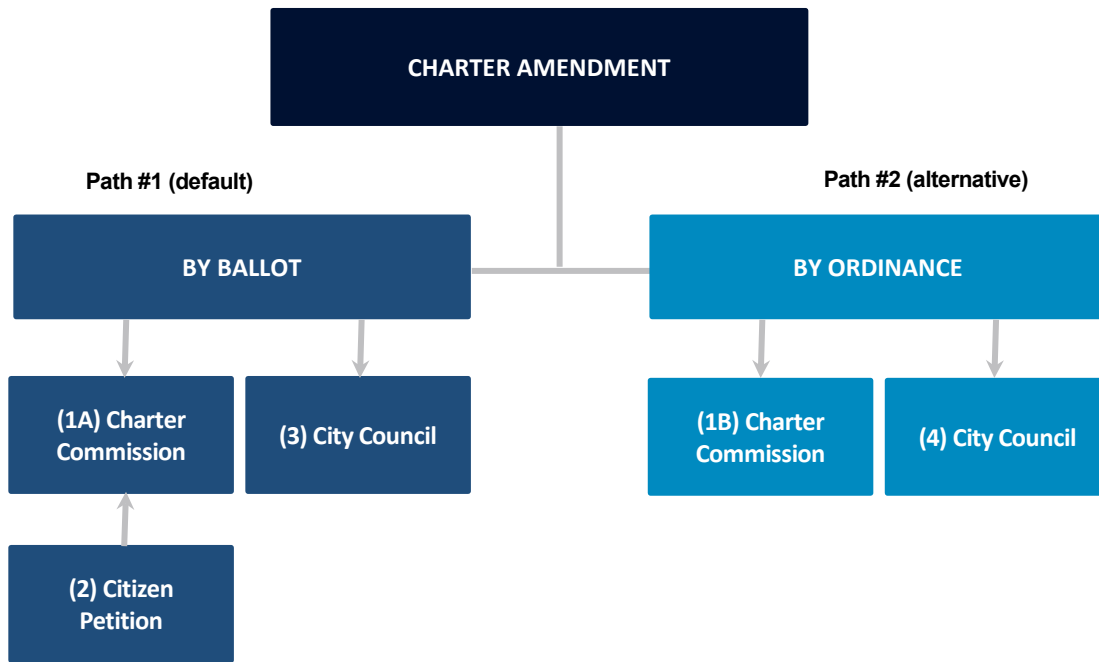 CHARTER AMENDMENT
Path #1 (default)
Path #2 (alternative)
BY BALLOT
BY ORDINANCE
(1A) Charter
Commission
(3) City Council
(1B) Charter
Commission
(4) City Council
(2) Citizen
Petition